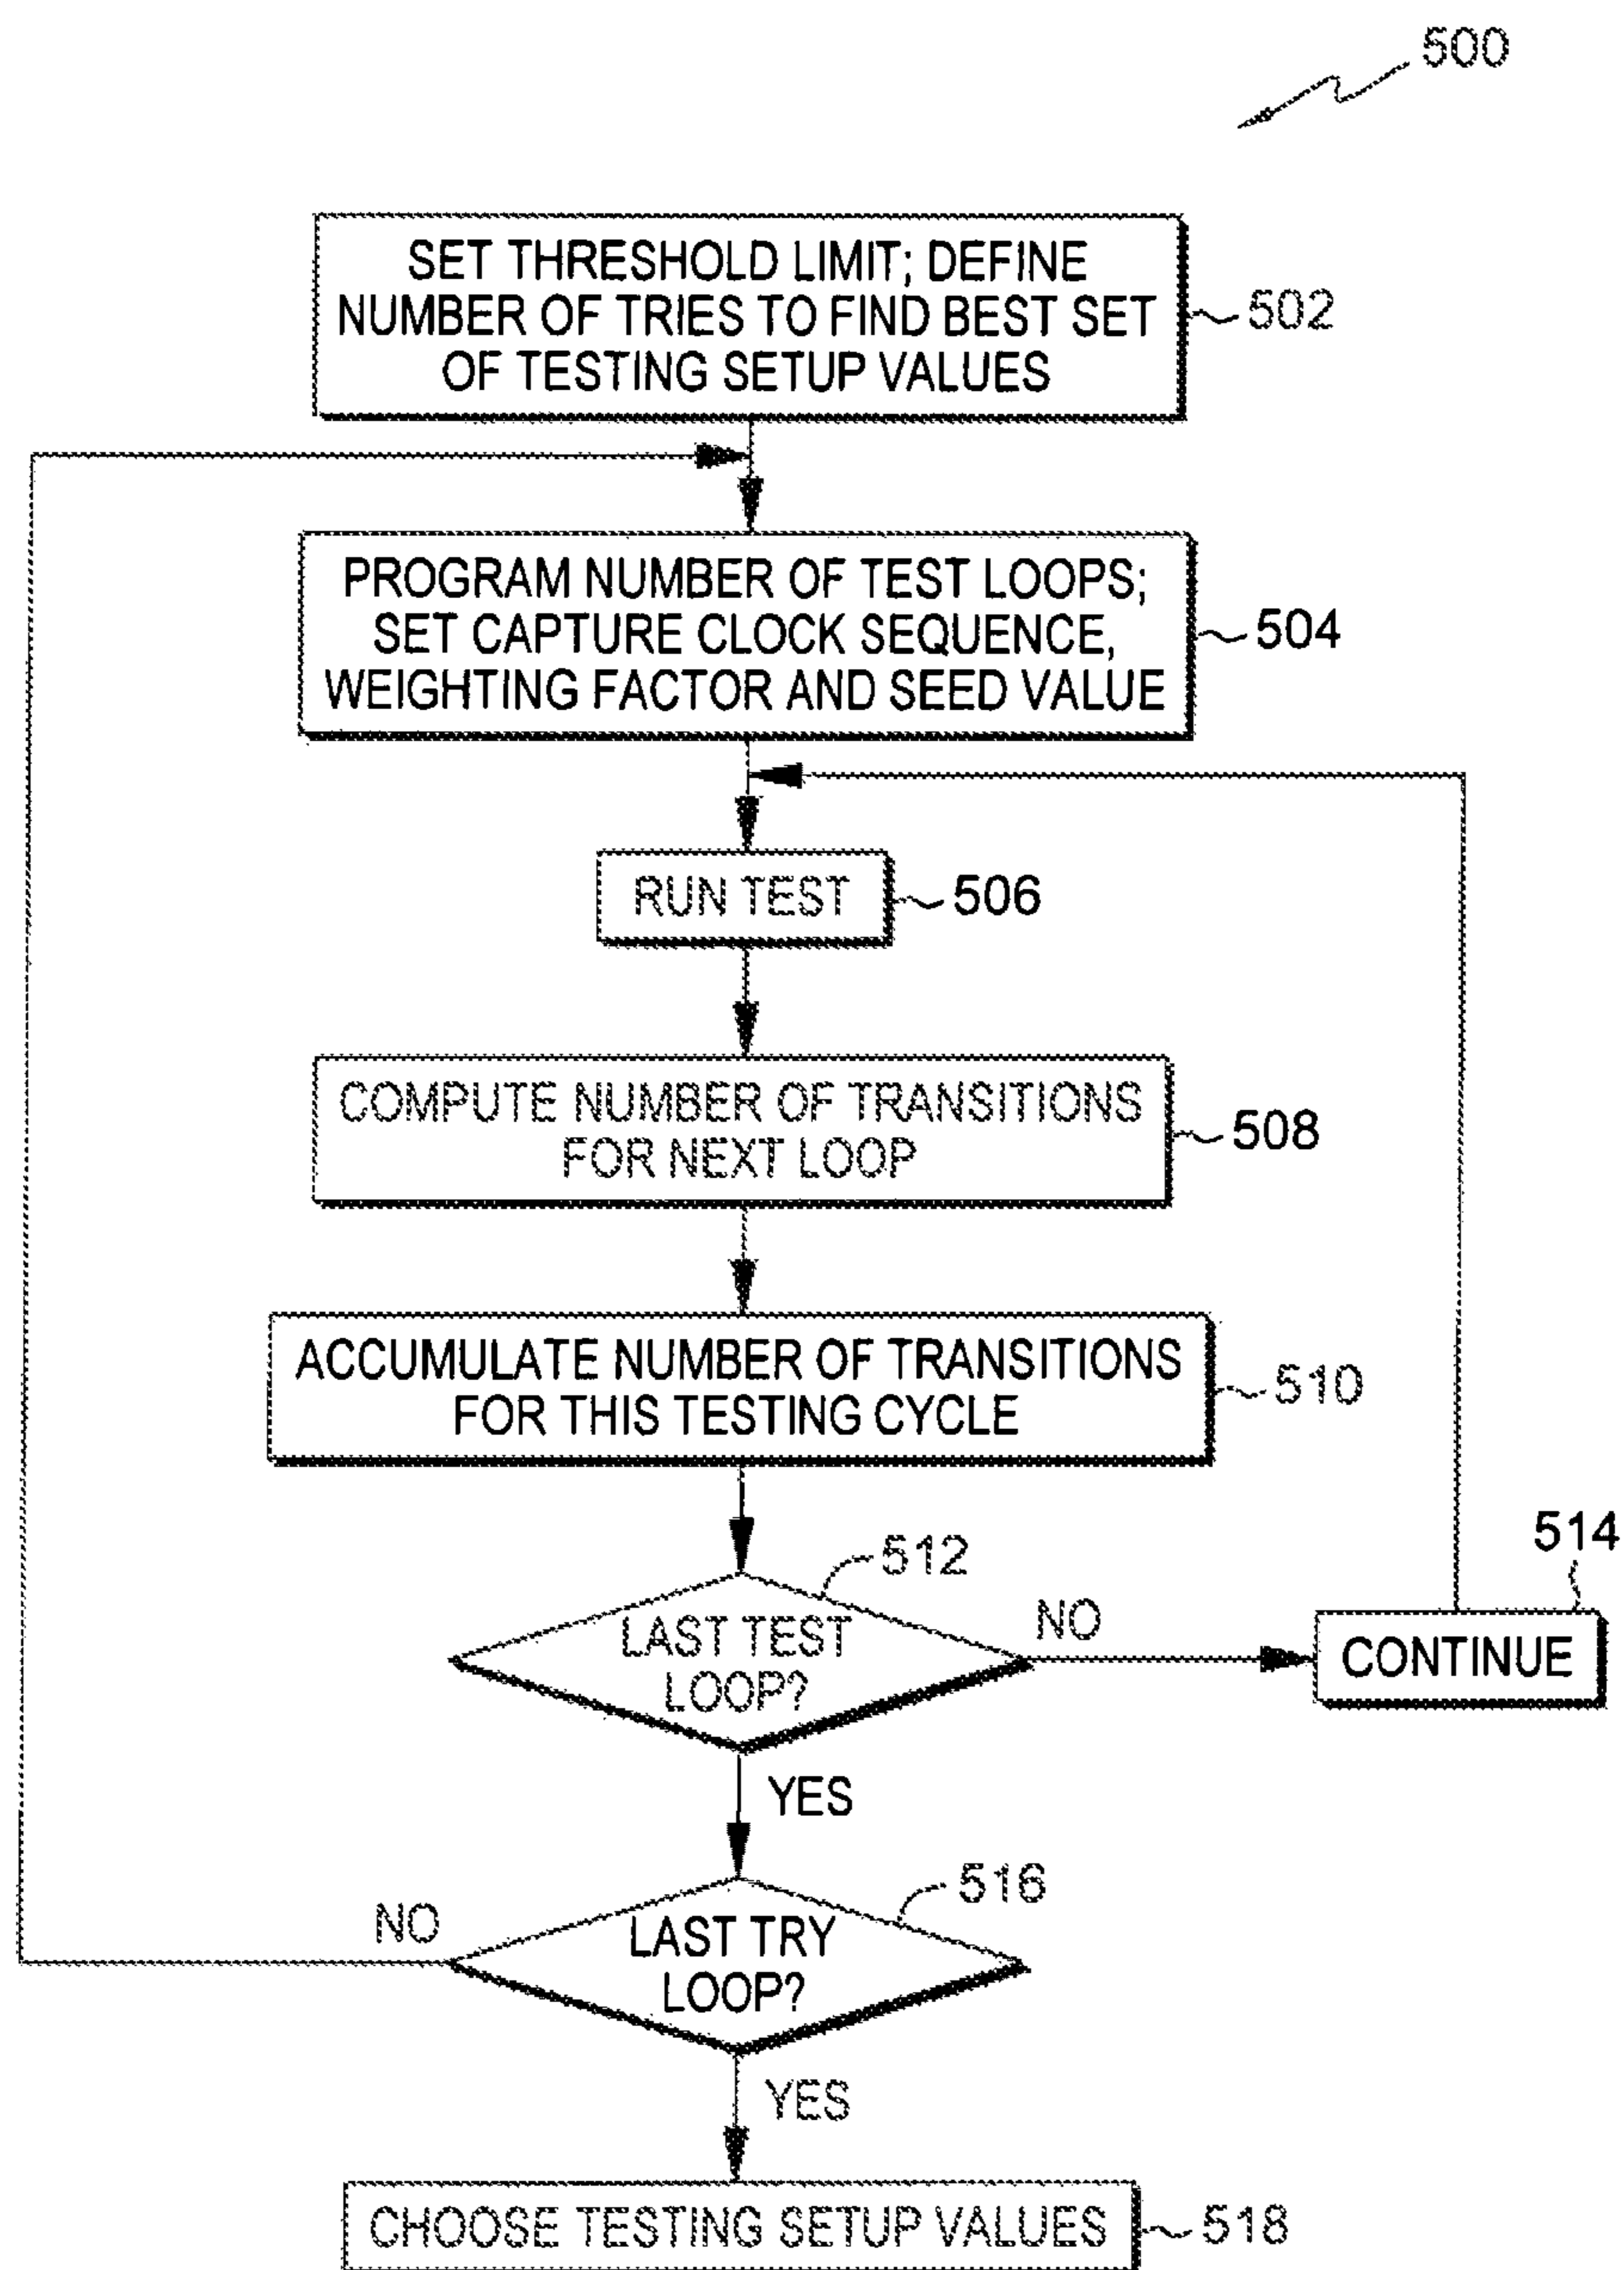 500
SET THRESHOLD LIMIT; DEFINE
NUMBER OF TRIES TO FIND BEST SET
OF TESTING SETUP VALUES
502
PROGRAM NUMBER OF TEST LOOPS;
SET CAPTURE CLOCK SEQUENCE,
WEIGHTING FACTOR AND SEED VALUE
504
RUN TEST
506
COMPUTE NUMBER OF TRANSITIONS
FOR NEXT LOOP
508
ACCUMULATE NUMBER OF TRANSITIONS
FOR THIS TESTING CYCLE
510
512
LAST TEST
LOOP?
NO
514
CONTINUE
YES
516
LAST TRY
LOOP?
NO
YES
CHOOSE TESTING SETUP VALUES
518